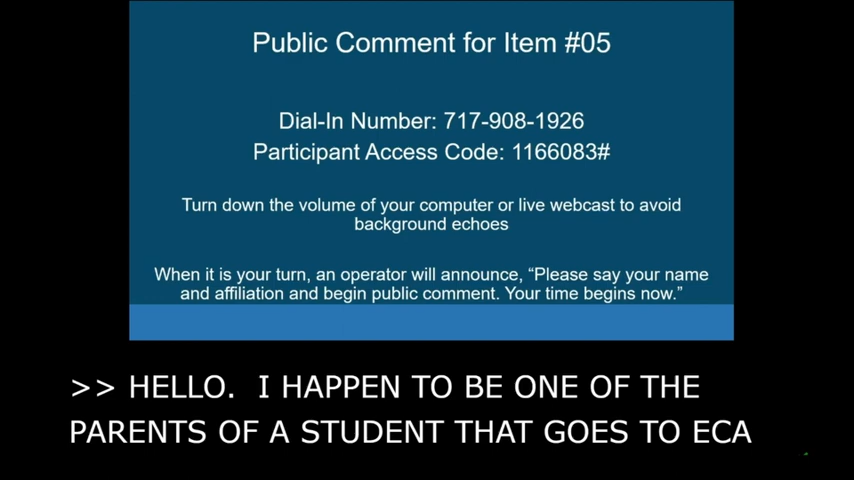 Public Comment for Item #05
Dial-In Number: 717-908-1926
Participant Access Code: 1166083#
Turn down the volume of your computer or live webcast to avoid
background echoes
When it is your turn, an operator will announce, “Please say your name
and affiliation and begin public comment. Your time begins now.”
>> HELLO.  I HAPPEN TO BE ONE OF THE
PARENTS OF A STUDENT THAT GOES TO ECA